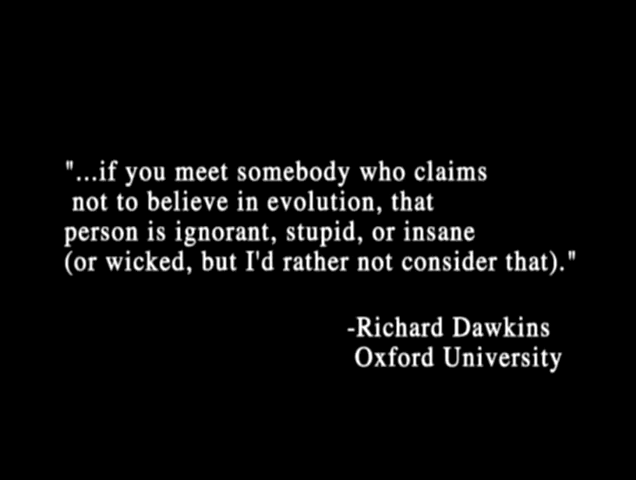 "...if you meet somebody who claims
not to believe in evolution, that
person is ignorant, stupid, or insane
(or wicked, but I'd rather not consider that)."
-Richard Dawkins
Oxford University